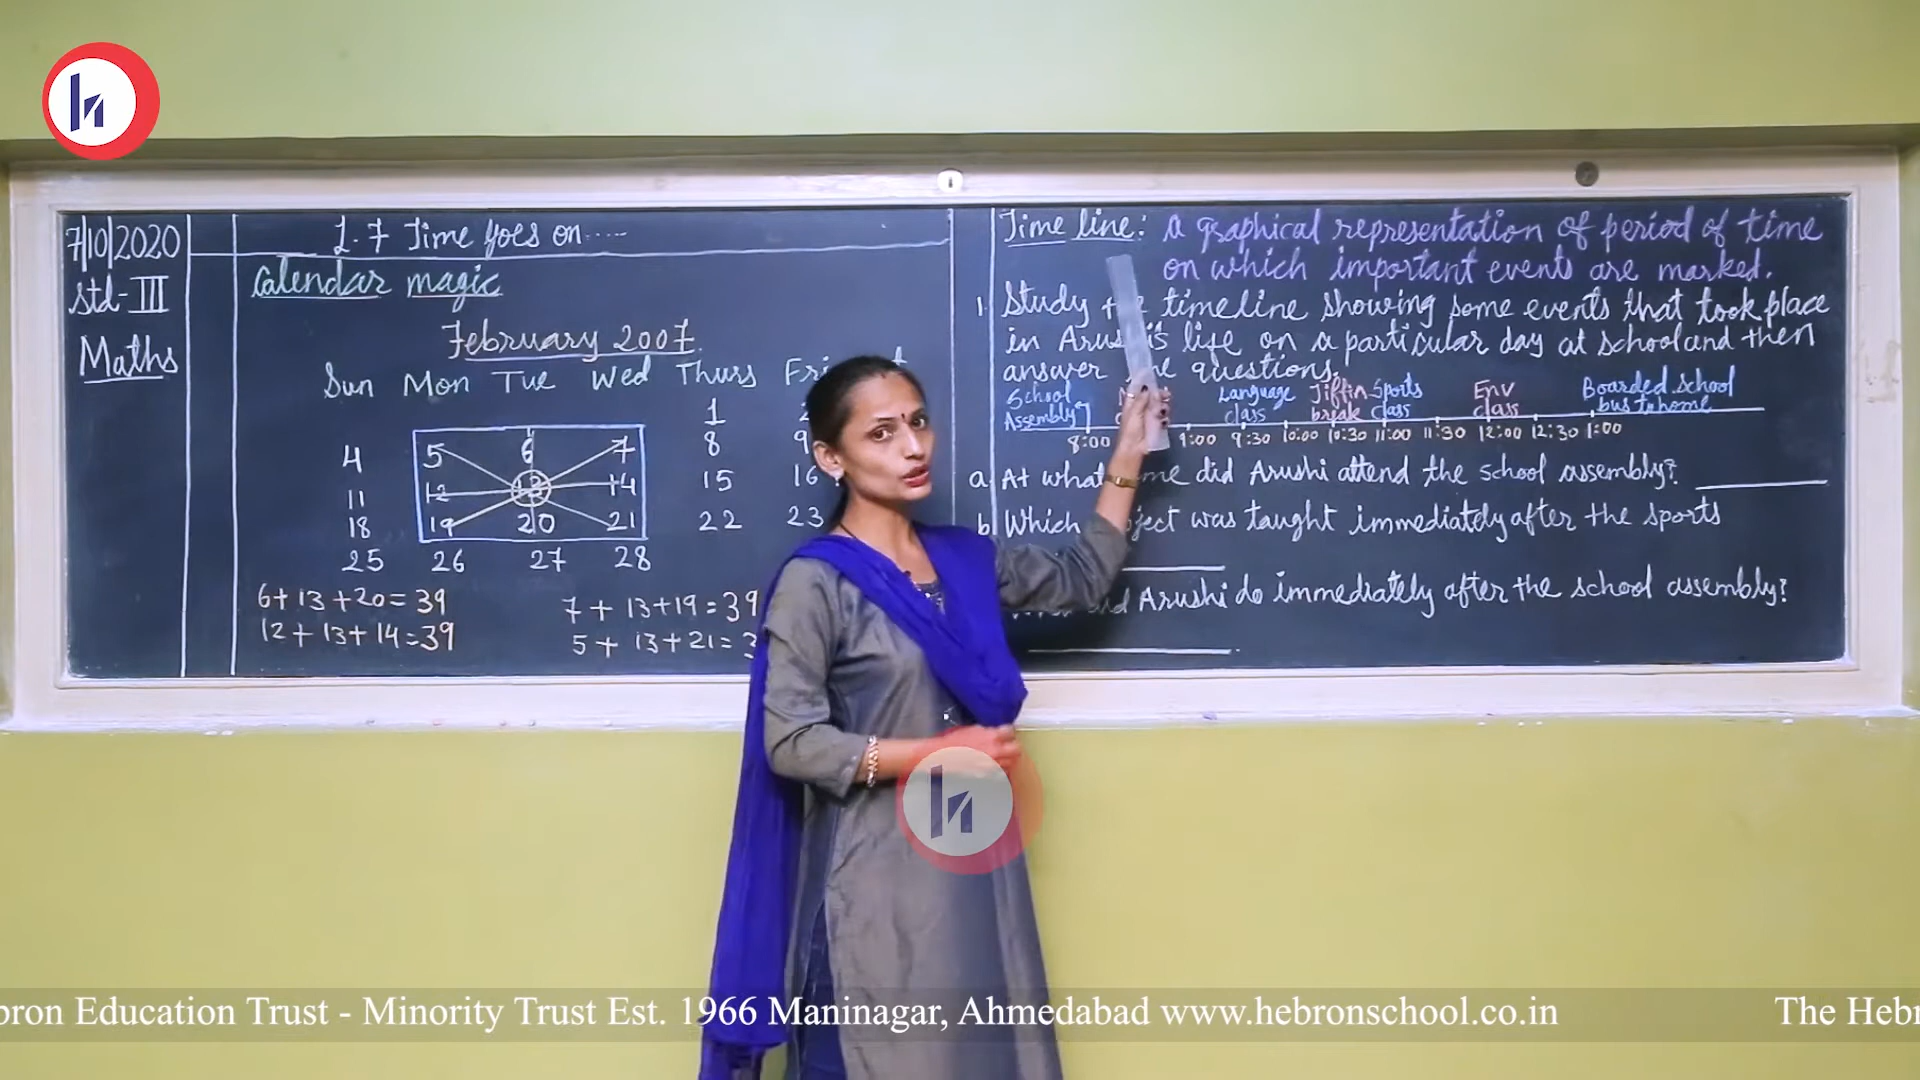 7/10/2020
Std-III
Maths
L.7 Time goes on.....
Calendar magic
February 2007.
Sun Mon Tue Wed Thurs Fri
1 2
4 5 6 7 8 9
11 12 13 14 15 16
18 19 20 21 22 23
25 26 27 28
6+13+20=39
12+13+14=39
7+13+19=39
5+13+21=3
Time line: A graphical representation of period of time
on which important events are marked.
1. Study the timeline showing some events that took place
in Arushi's life on a particular day at school and then
answer the questions.
School Assembly
Language class
Tiffin break
Sports class
Env class
Boarded school bus to home
8:00 9:00 9:30 10:00 10:30 11:00 11:30 12:00 12:30 1:00
a. At what time did Arushi attend the school assembly?
b. Which subject was taught immediately after the sports
did Arushi do immediately after the school assembly?
bron Education Trust - Minority Trust Est. 1966 Maninagar, Ahmedabad www.hebronschool.co.in The Hebr